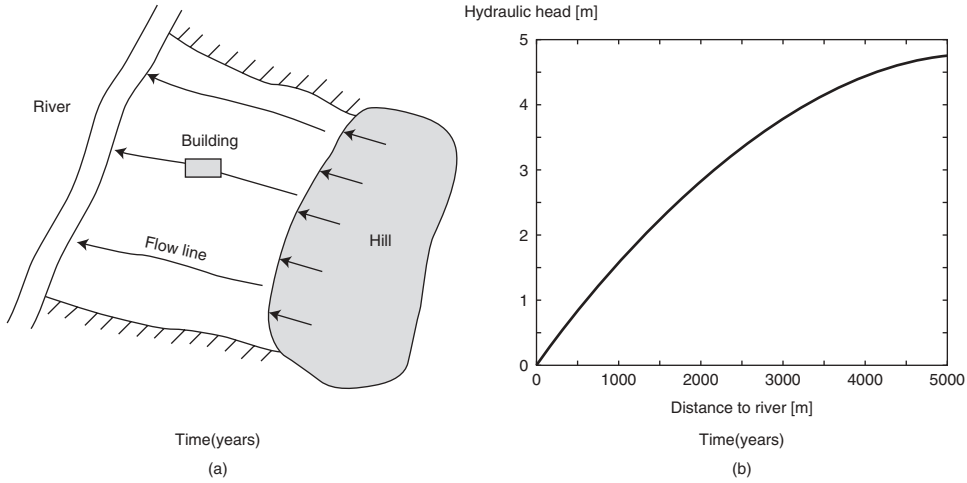 River
Building
Flow line
Hill
Time(years)
(a)
Hydraulic head [m]
5
4
3
2
1
0
0 1000 2000 3000 4000 5000
Distance to river [m]
Time(years)
(b)